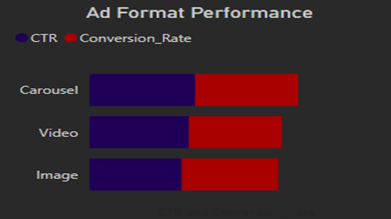 Ad Format Performance
CTR Conversion_Rate
Carousel
Video
Image